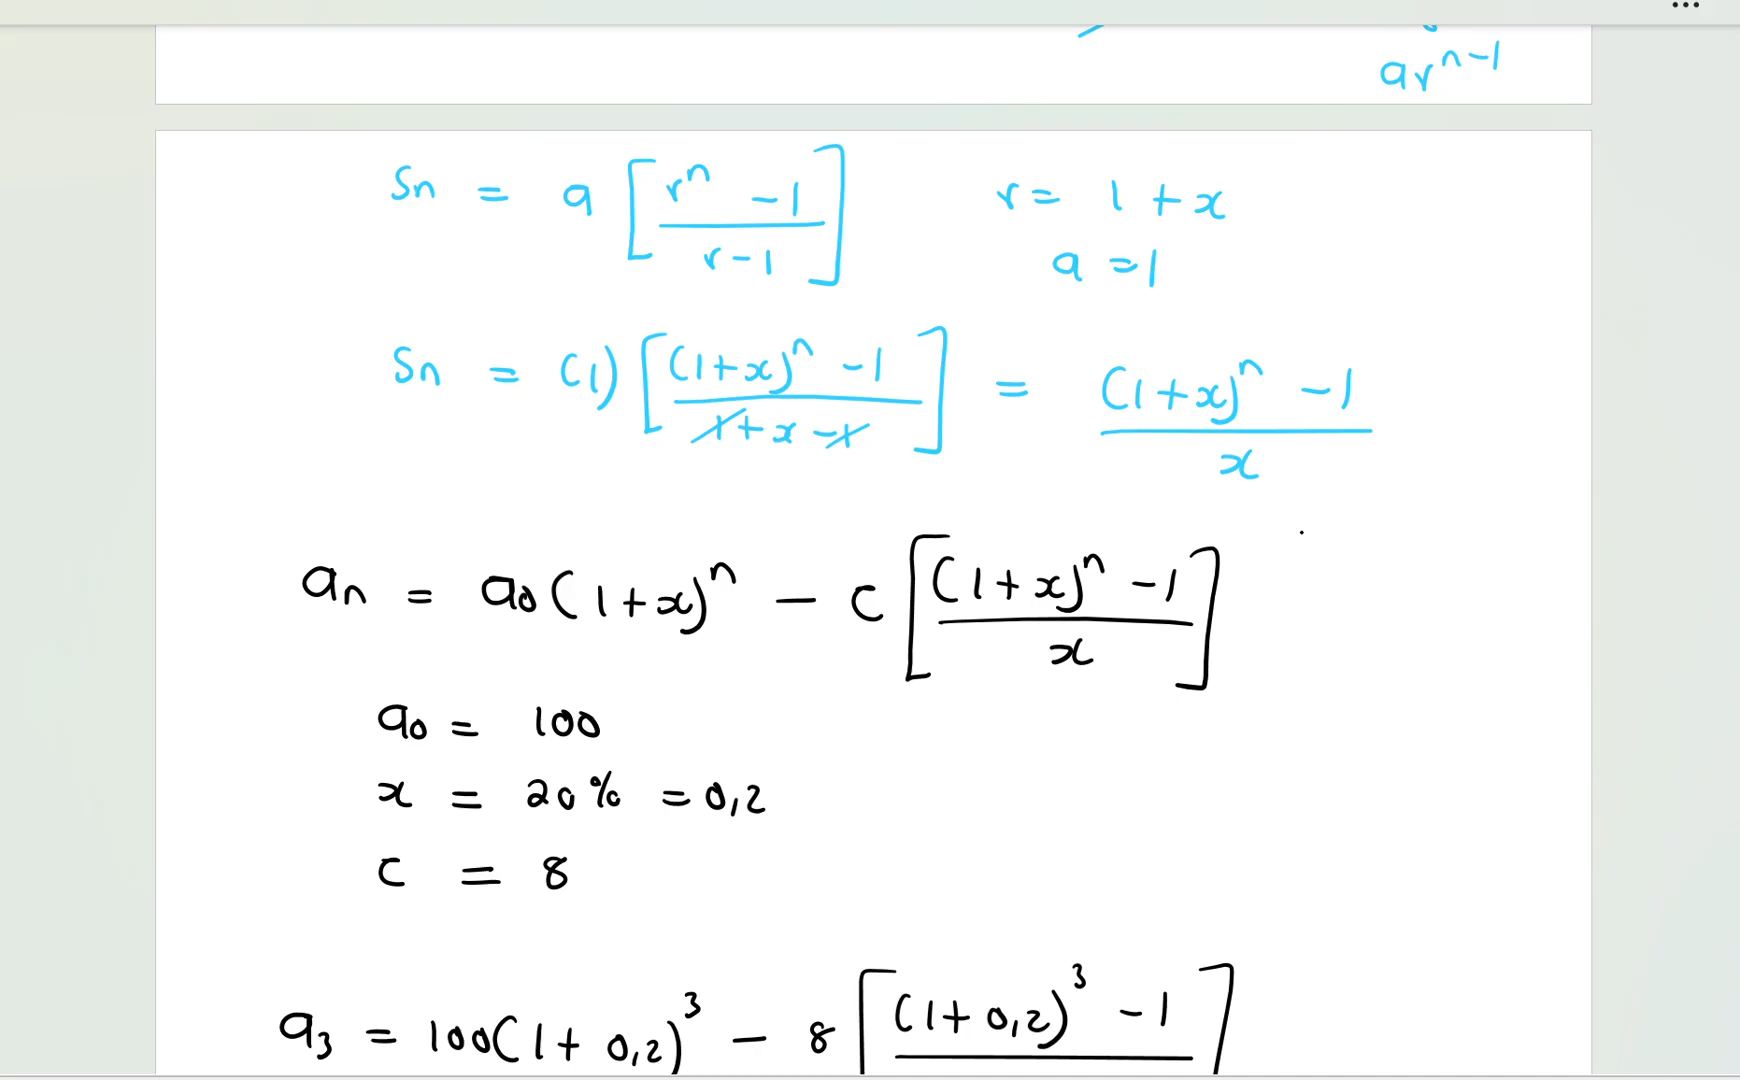 ar^{n-1}
Sn = a [ (r^n - 1) / (r - 1) ] r = 1 + x
a = 1
Sn = (1) [ ((1+x)^n - 1) / (1 + x - 1) ] = ((1+x)^n - 1) / x
an = a0(1+x)^n - c [ ((1+x)^n - 1) / x ]
a0 = 100
x = 20% = 0,2
c = 8
a3 = 100(1 + 0,2)^3 - 8 [ (1 + 0,2)^3 - 1 ]